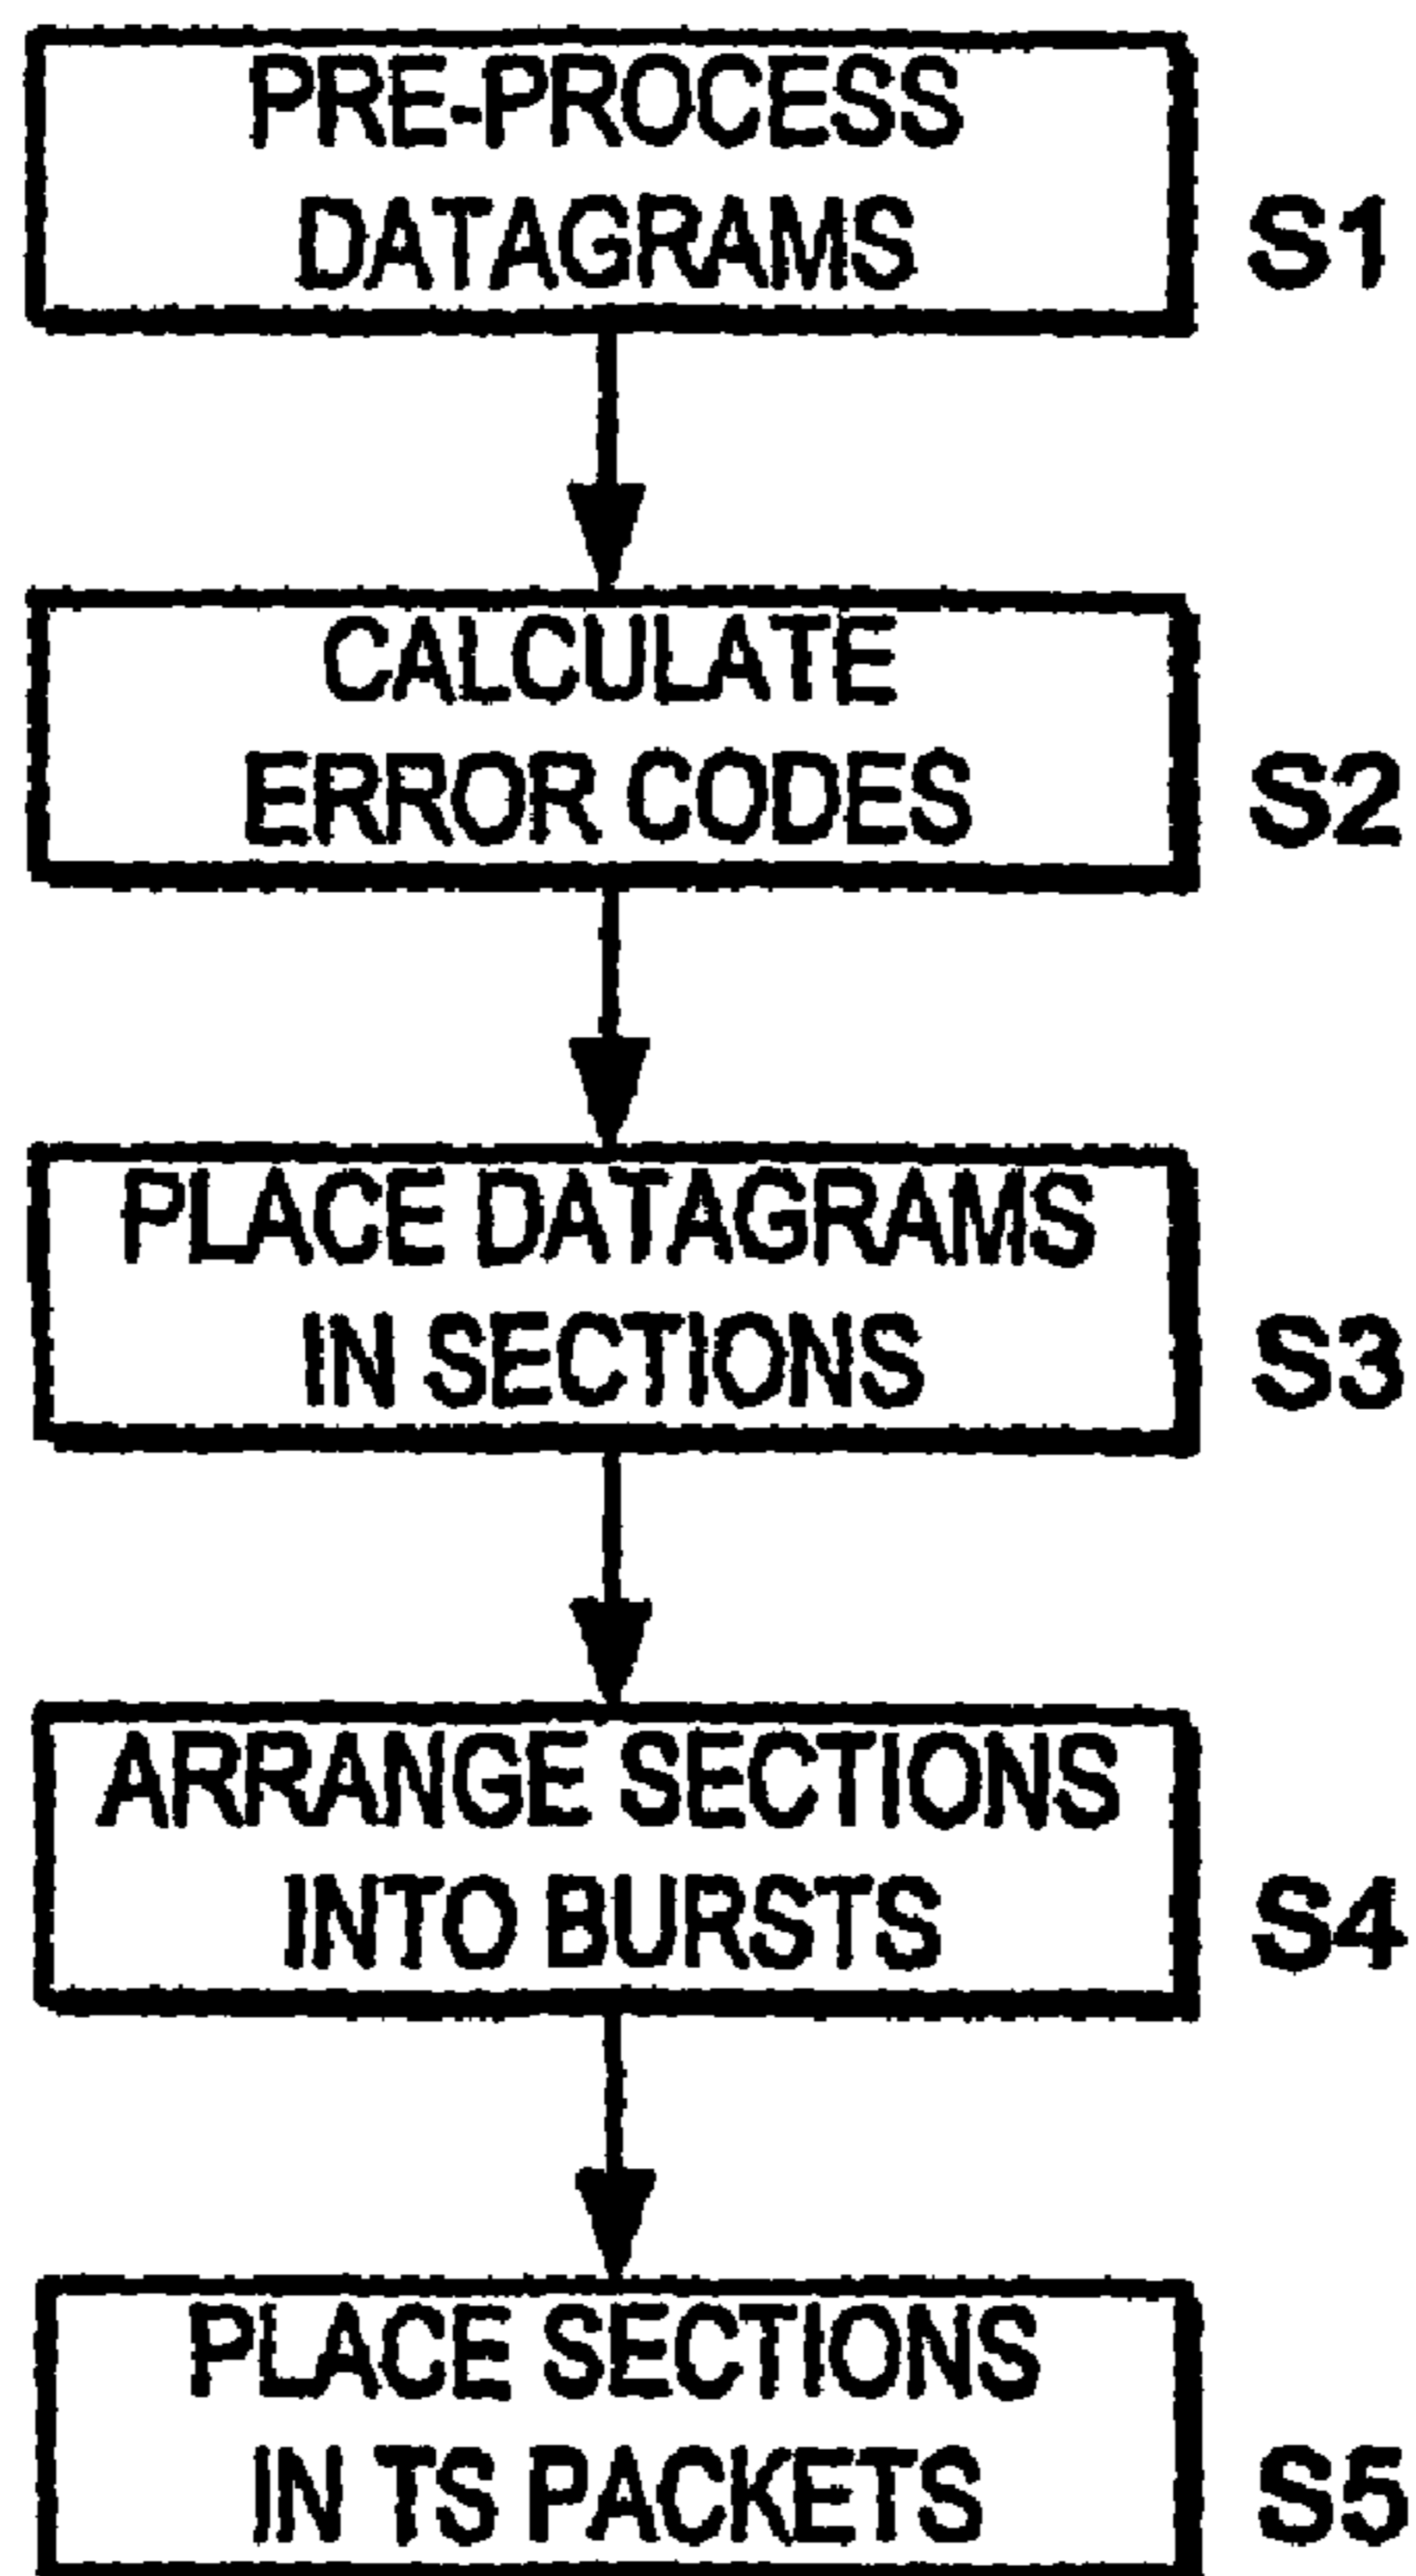 PRE-PROCESS
DATAGRAMS
S1
CALCULATE
ERROR CODES
S2
PLACE DATAGRAMS
IN SECTIONS
S3
ARRANGE SECTIONS
INTO BURSTS
S4
PLACE SECTIONS
IN TS PACKETS
S5